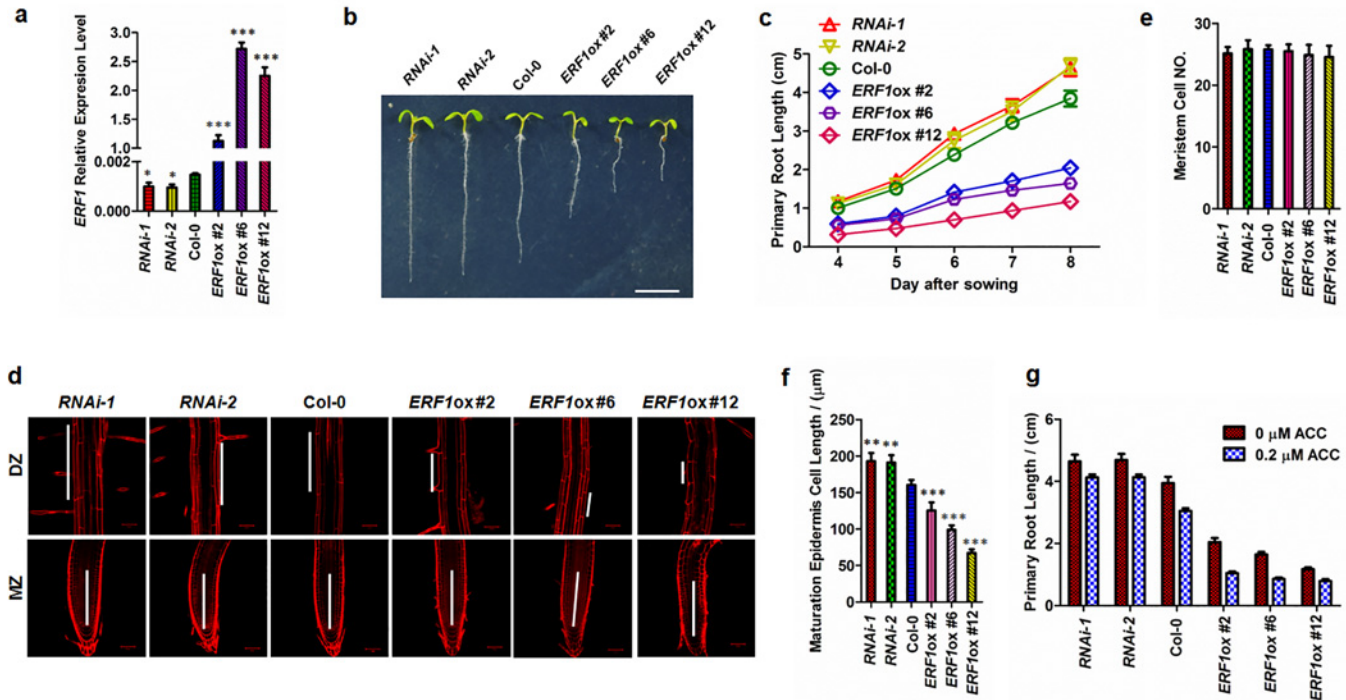 a
ERF1 Relative Expresion Level
3.0
2.5
2.0
1.5
1.0
0.002
0.000
*
*
***
***
***
RNAi-1
RNAi-2
Col-0
ERF1ox #2
ERF1ox #6
ERF1ox #12
b
RNAi-1
RNAi-2
Col-0
ERF1ox #2
ERF1ox #6
ERF1ox #12
c
RNAi-1
RNAi-2
Col-0
ERF1ox #2
ERF1ox #6
ERF1ox #12
Primary Root Length (cm)
5
4
3
2
1
0
4 5 6 7 8
Day after sowing
e
Meristem Cell NO.
30
20
10
0
RNAi-1
RNAi-2
Col-0
ERF1ox #2
ERF1ox #6
ERF1ox #12
d
RNAi-1 RNAi-2 Col-0 ERF1ox #2 ERF1ox #6 ERF1ox #12
DZ
MZ
f
Maturation Epidermis Cell Length / (μm)
250
200
150
100
50
0
**
**
***
***
***
RNAi-1
RNAi-2
Col-0
ERF1ox #2
ERF1ox #6
ERF1ox #12
g
Primary Root Length / (cm)
6
4
2
0
0 μM ACC
0.2 μM ACC
RNAi-1
RNAi-2
Col-0
ERF1ox #2
ERF1ox #6
ERF1ox #12